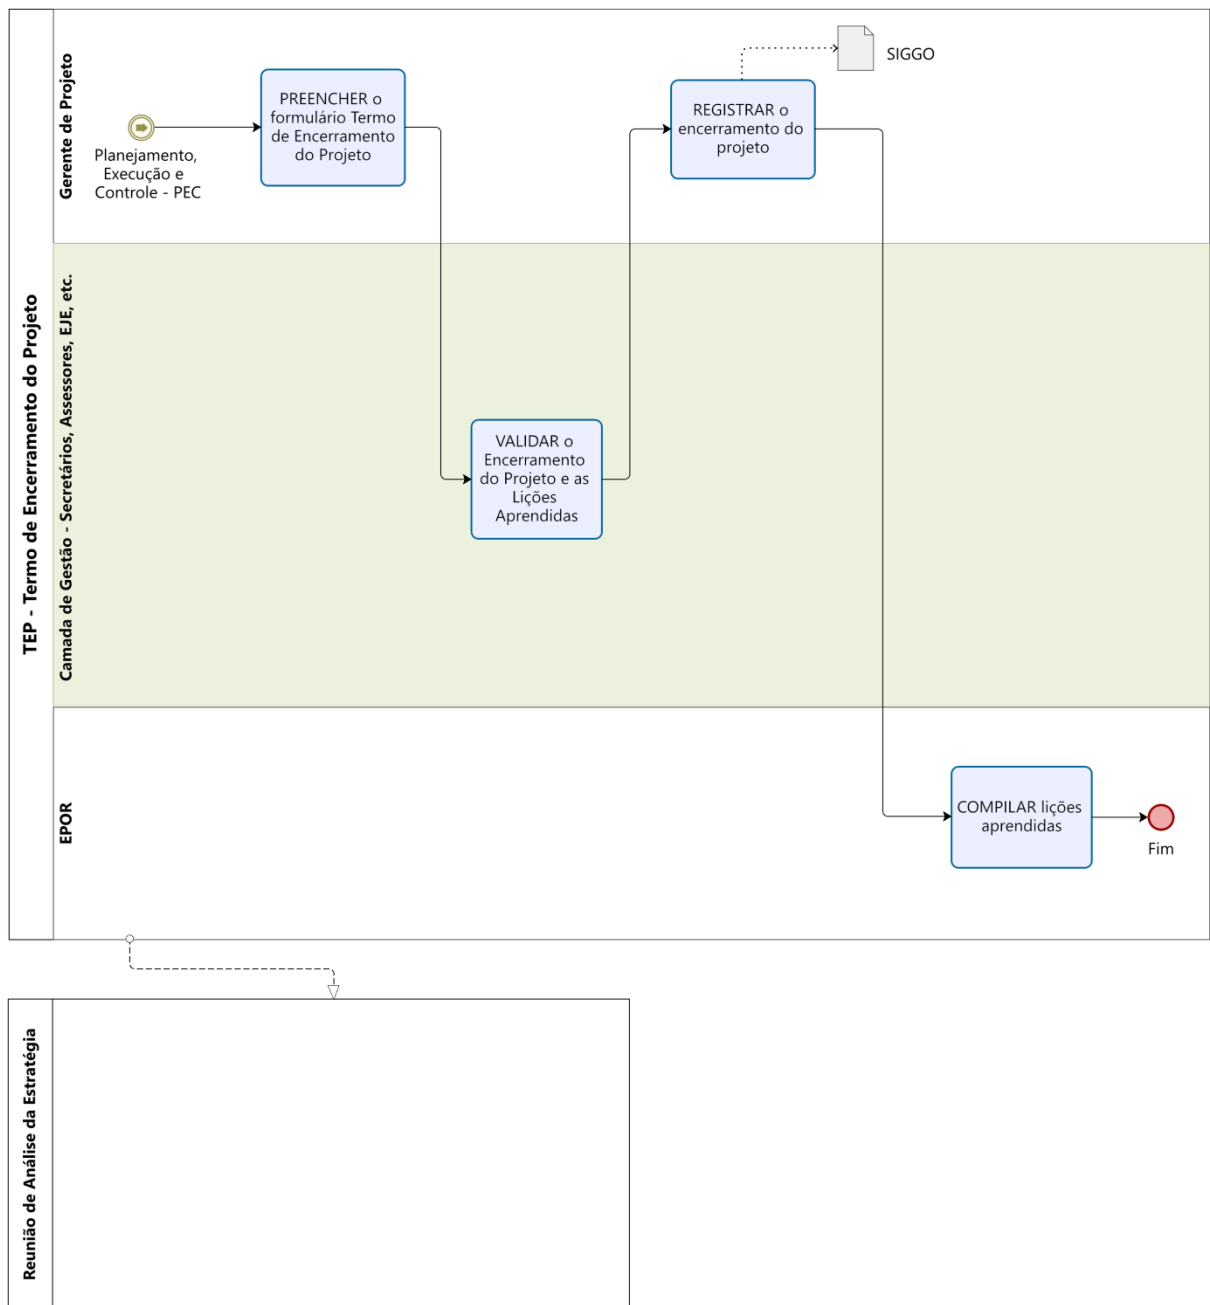 TEP - Termo de Encerramento do Projeto
Gerente de Projeto
Planejamento,
Execução e
Controle - PEC
PREENCHER o
formulário Termo
de Encerramento
do Projeto
REGISTRAR o
encerramento do
projeto
SIGGO
Camada de Gestão - Secretários, Assessores, EJE, etc.
VALIDAR o
Encerramento
do Projeto e as
Lições
Aprendidas
EPOR
COMPILAR lições
aprendidas
Fim
Reunião de Análise da Estratégia